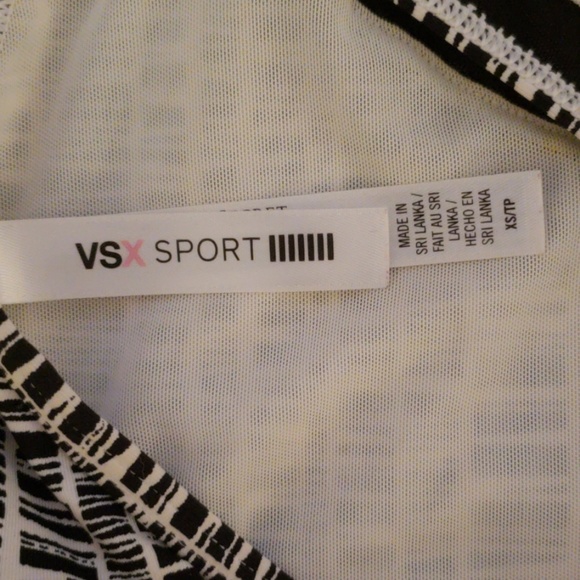 VSX SPORT
MADE IN
SRI LANKA /
FAIT AU SRI
LANKA /
HECHO EN
SRI LANKA
XS/TP